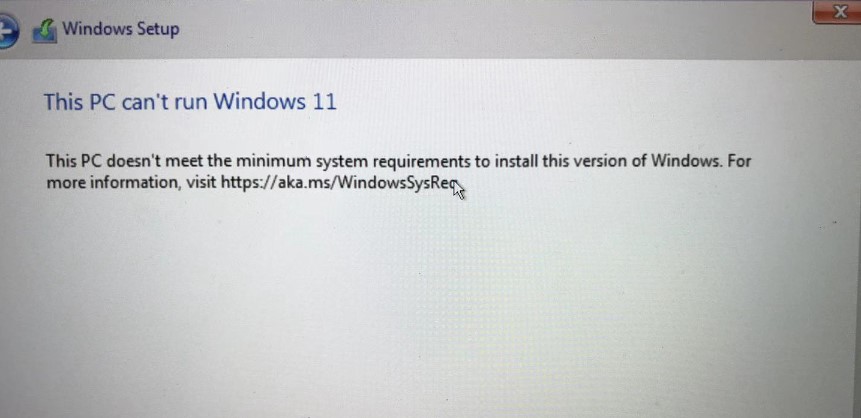 Windows Setup
This PC can't run Windows 11
This PC doesn't meet the minimum system requirements to install this version of Windows. For
more information, visit https://aka.ms/WindowsSysReq